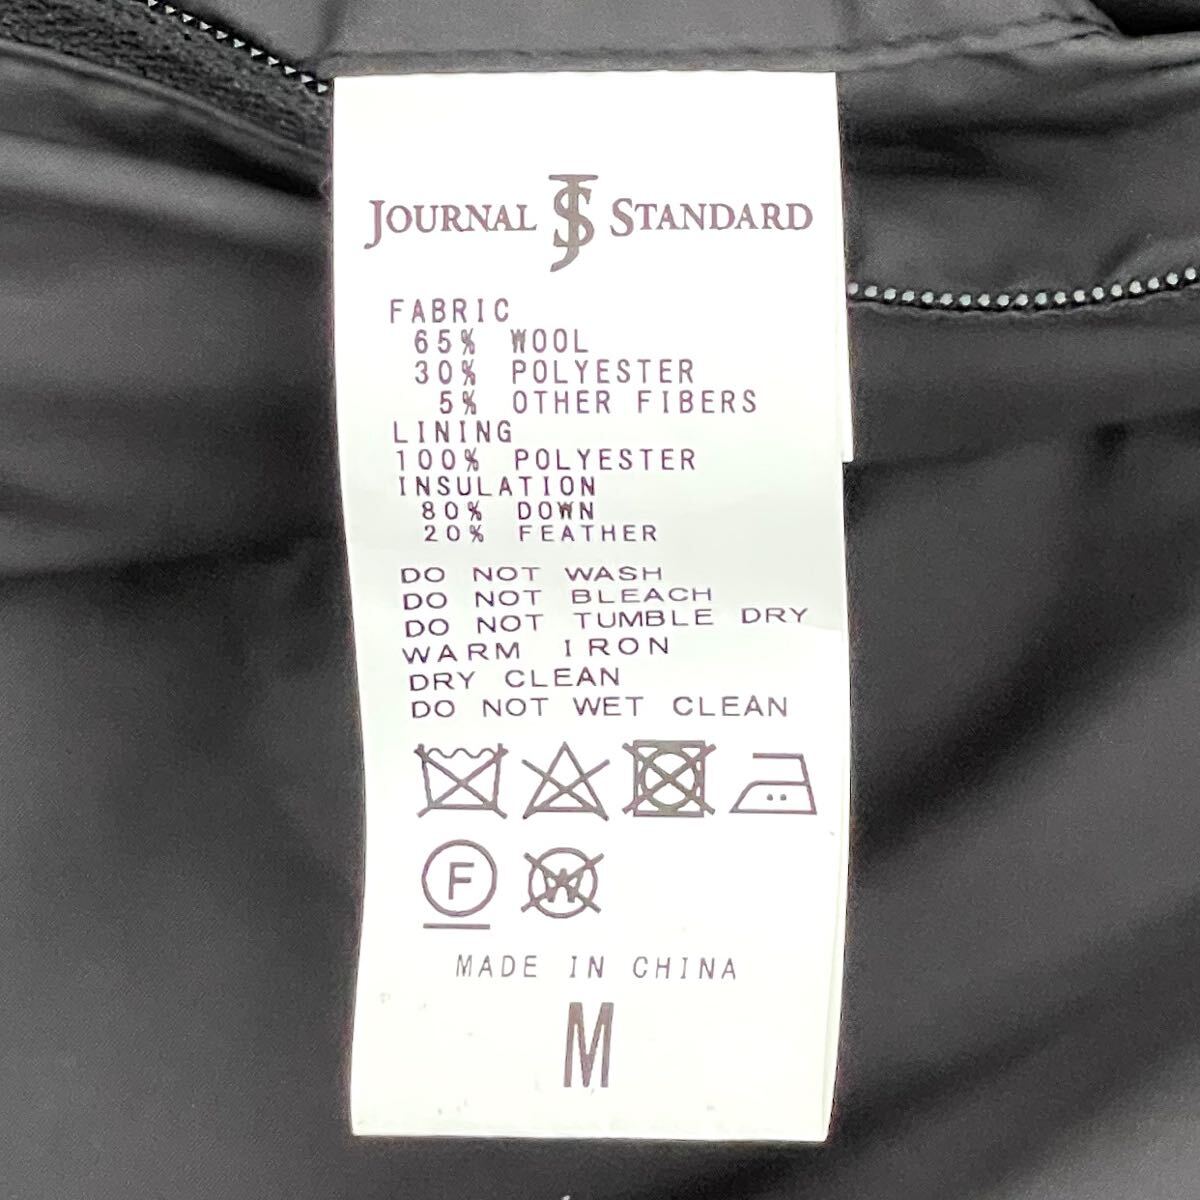 JOURNAL JS STANDARD
FABRIC
65% WOOL
30% POLYESTER
5% OTHER FIBERS
LINING
100% POLYESTER
INSULATION
80% DOWN
20% FEATHER
DO NOT WASH
DO NOT BLEACH
DO NOT TUMBLE DRY
WARM IRON
DRY CLEAN
DO NOT WET CLEAN
F W
MADE IN CHINA
M